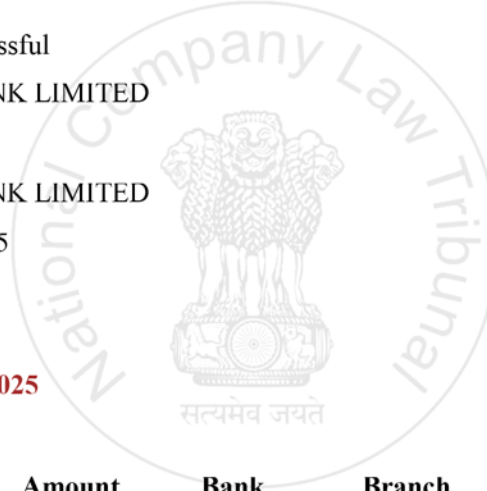 ssful
NK LIMITED
NK LIMITED
5
025
National Company Law Tribunal
सत्यमेव जयते
Amount Bank Branch